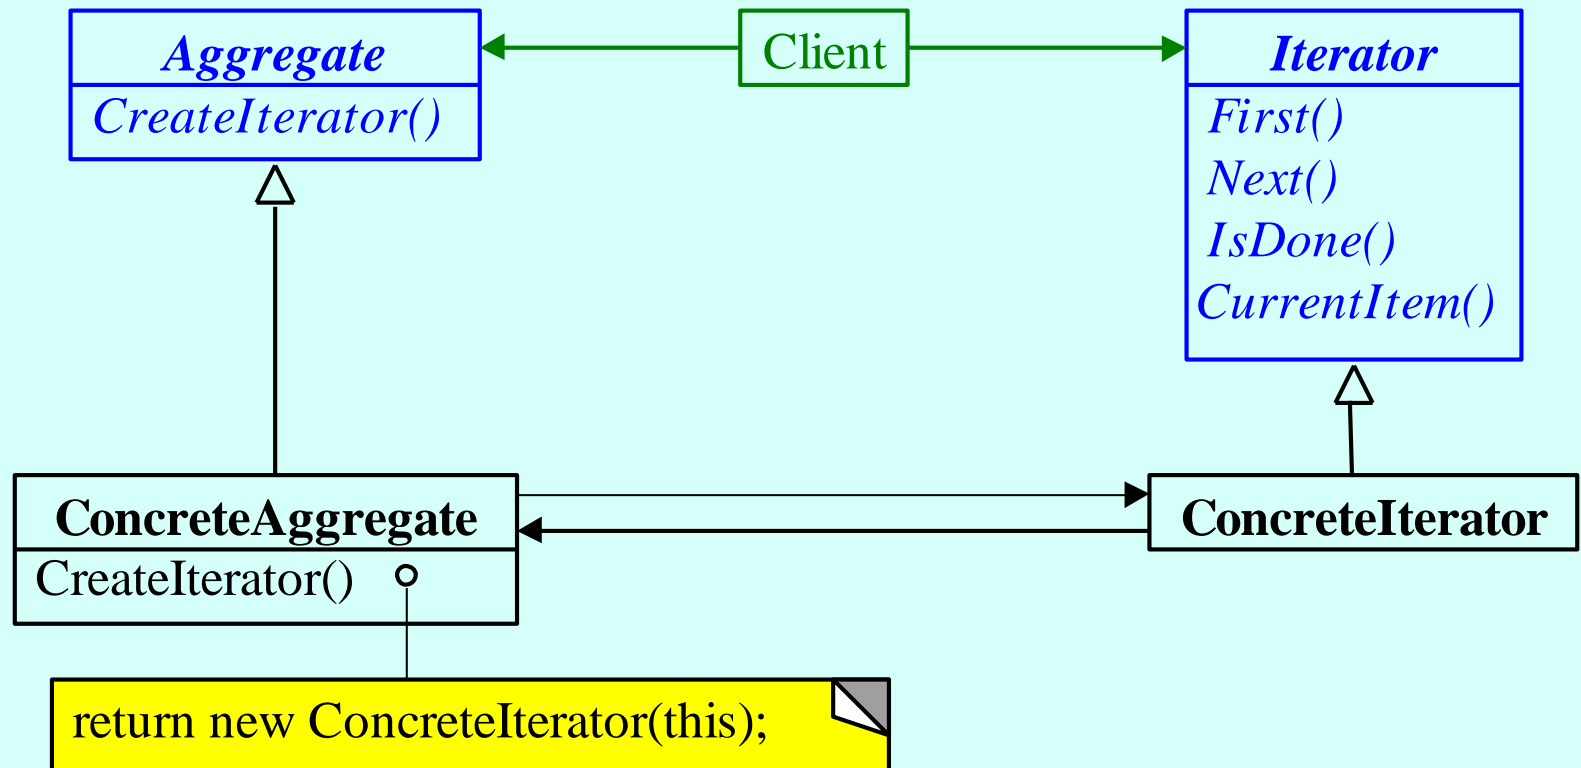 Aggregate
CreateIterator()
Client
Iterator
First()
Next()
IsDone()
CurrentItem()
ConcreteAggregate
CreateIterator()
ConcreteIterator
return new ConcreteIterator(this);